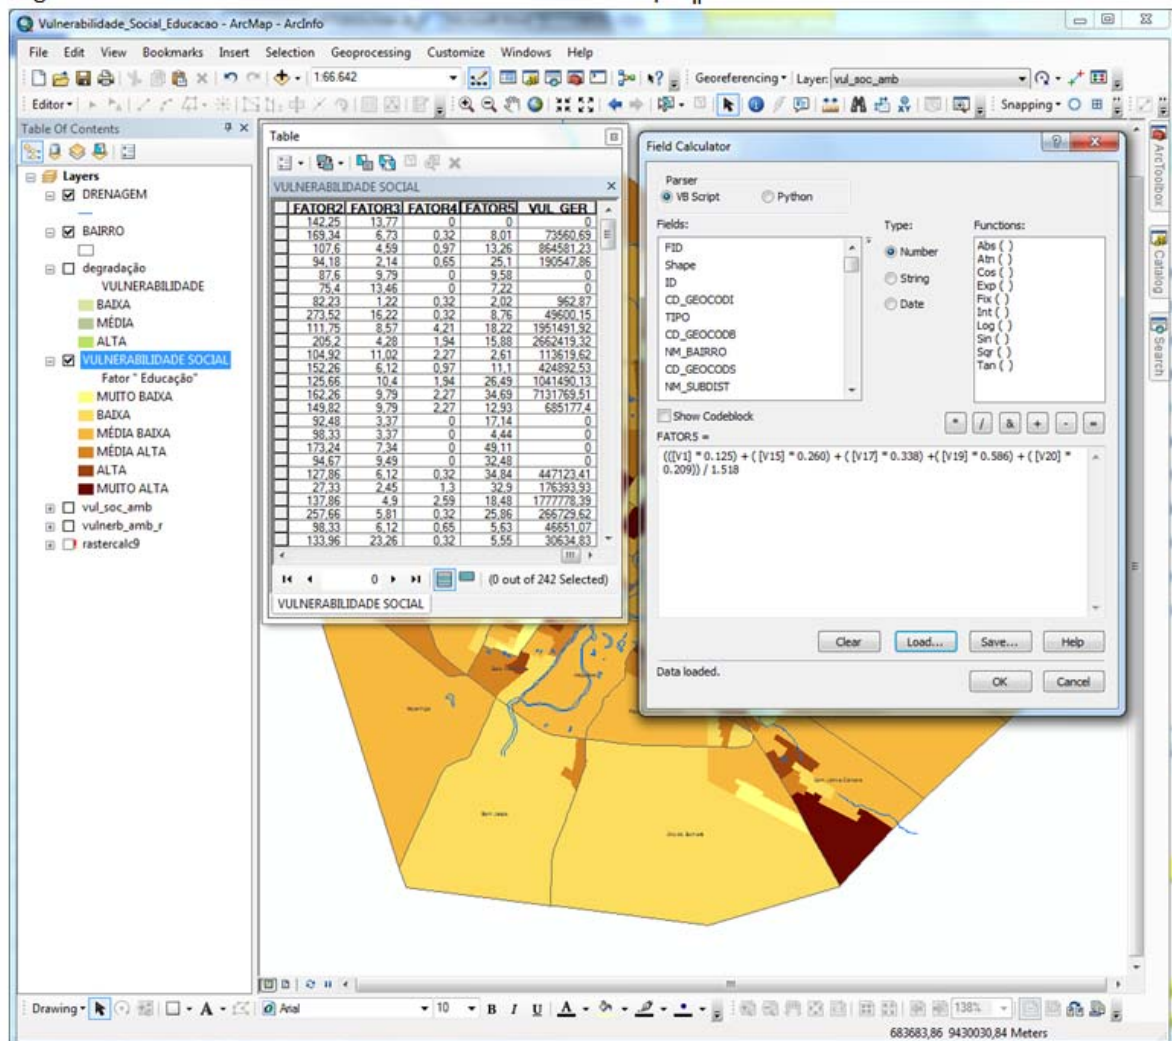 Vulnerabilidade_Social_Educacao - ArcMap - ArcInfo
File Edit View Bookmarks Insert Selection Geoprocessing Customize Windows Help
1:66.642
Georeferencing Layer: vul_soc_amb
Editor
Snapping
Table Of Contents
Layers
DRENAGEM
BAIRRO
degradação
VULNERABILIDADE
BAIXA
MÉDIA
ALTA
VULNERABILIDADE SOCIAL
Fator " Educação"
MUITO BAIXA
BAIXA
MÉDIA BAIXA
MÉDIA ALTA
ALTA
MUITO ALTA
vul_soc_amb
vulnerb_amb_r
rastercalc9
Table
VULNERABILIDADE SOCIAL
FATOR2 FATOR3 FATOR4 FATOR5 VUL_GER
142,25 13,77 0 0 0
169,34 6,73 0,32 8,01 73560,69
107,6 4,59 0,97 13,26 864581,23
94,18 2,14 0,65 25,1 190547,86
87,6 9,79 0 9,58 0
75,4 13,46 0 7,22 0
82,23 1,22 0,32 2,02 962,87
273,52 16,22 0,32 8,76 49600,15
111,75 8,57 4,21 18,22 1951491,92
205,2 4,28 1,94 15,88 2662419,32
104,92 11,02 2,27 2,61 113619,62
152,26 6,12 0,97 11,1 424892,53
125,66 10,4 1,94 26,49 1041490,13
162,26 9,79 2,27 34,69 7131769,51
149,82 9,79 2,27 12,93 685177,4
92,48 3,37 0 17,14 0
98,33 3,37 0 4,44 0
173,24 7,34 0 49,11 0
94,67 9,49 0 32,48 0
127,86 6,12 0,32 34,84 447123,41
27,33 2,45 1,3 32,9 176393,93
137,86 4,9 2,59 18,48 1777778,39
257,66 5,81 0,32 25,86 266729,62
98,33 6,12 0,65 5,63 46651,07
133,96 23,26 0,32 5,55 30634,83
0
(0 out of 242 Selected)
VULNERABILIDADE SOCIAL
Field Calculator
Parser
VB Script Python
Fields: Type: Functions:
FID
Shape
ID
CD_GEOCODI
TIPO
CD_GEOCODB
NM_BAIRRO
CD_GEOCODS
NM_SUBDIST
Number
String
Date
Abs ( )
Atn ( )
Cos ( )
Exp ( )
Fix ( )
Int ( )
Log ( )
Sin ( )
Sqr ( )
Tan ( )
Show Codeblock
* / & + - =
FATOR5 =
((([V1] * 0.125) + ( [V15] * 0.260) + ( [V17] * 0.338) +( [V19] * 0.586) + ( [V20] *
0.209)) / 1.518
Clear Load... Save... Help
Data loaded.
OK Cancel
ArcToolbox
Catalog
Search
Bom Jesus
Drawing
A
Arial
10
B I U A
138%
683683,86 9430030,84 Meters